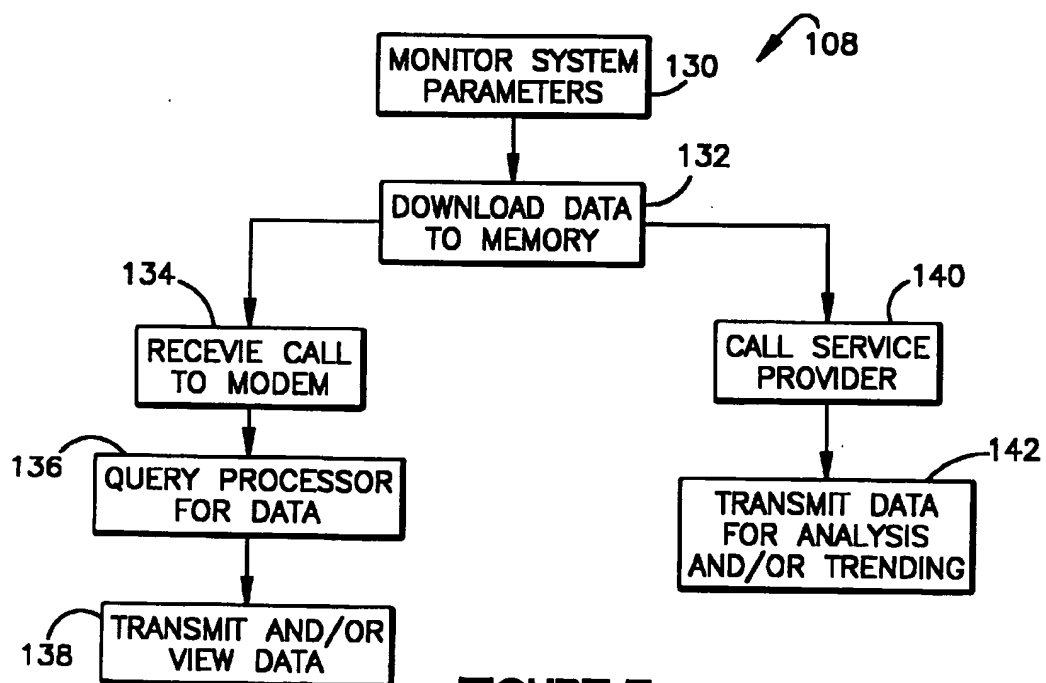 108
MONITOR SYSTEM
PARAMETERS
130
132
DOWNLOAD DATA
TO MEMORY
134
RECEVIE CALL
TO MODEM
140
CALL SERVICE
PROVIDER
136
QUERY PROCESSOR
FOR DATA
142
TRANSMIT DATA
FOR ANALYSIS
AND/OR TRENDING
138
TRANSMIT AND/OR
VIEW DATA